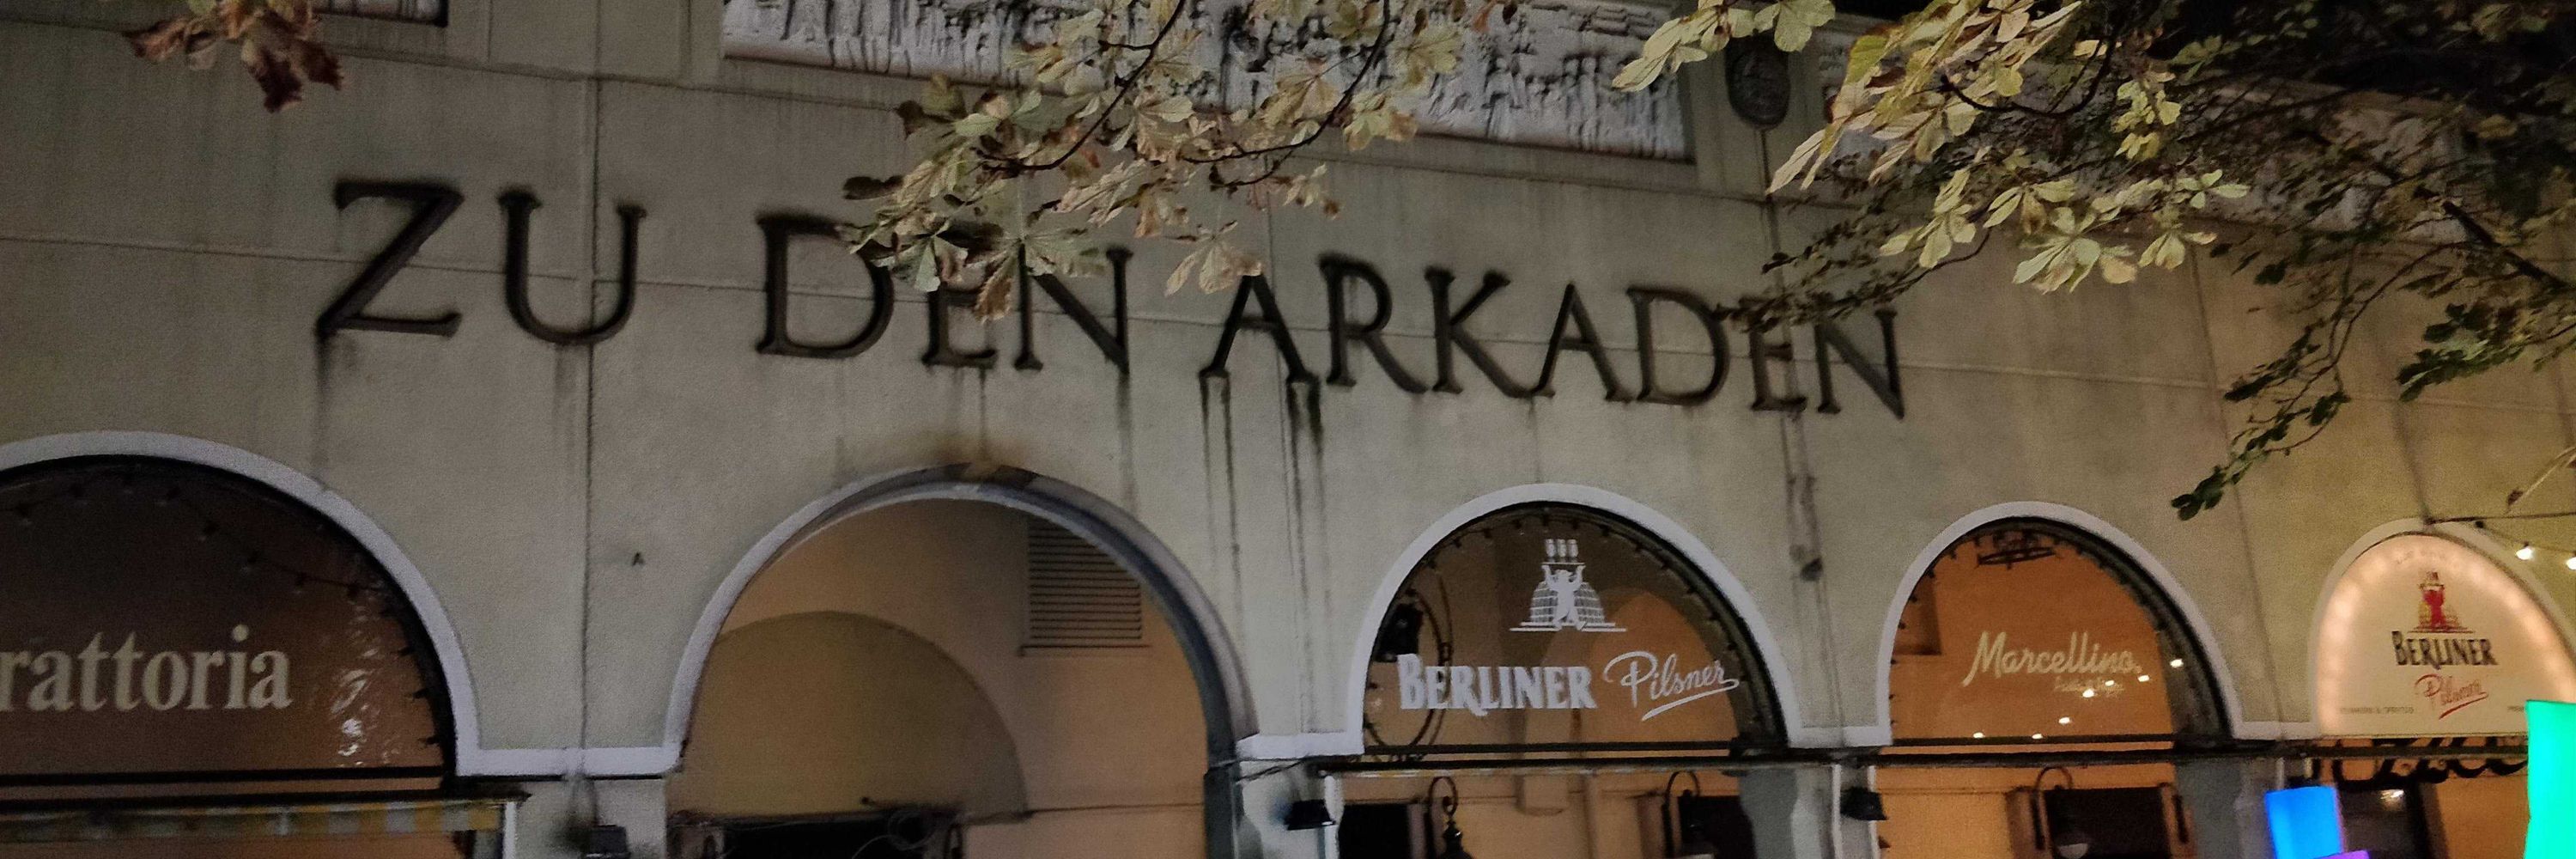 ZU DEN ARKADEN
rattoria
BERLINER Pilsner
Marcellino
BERLINER
Pilsner